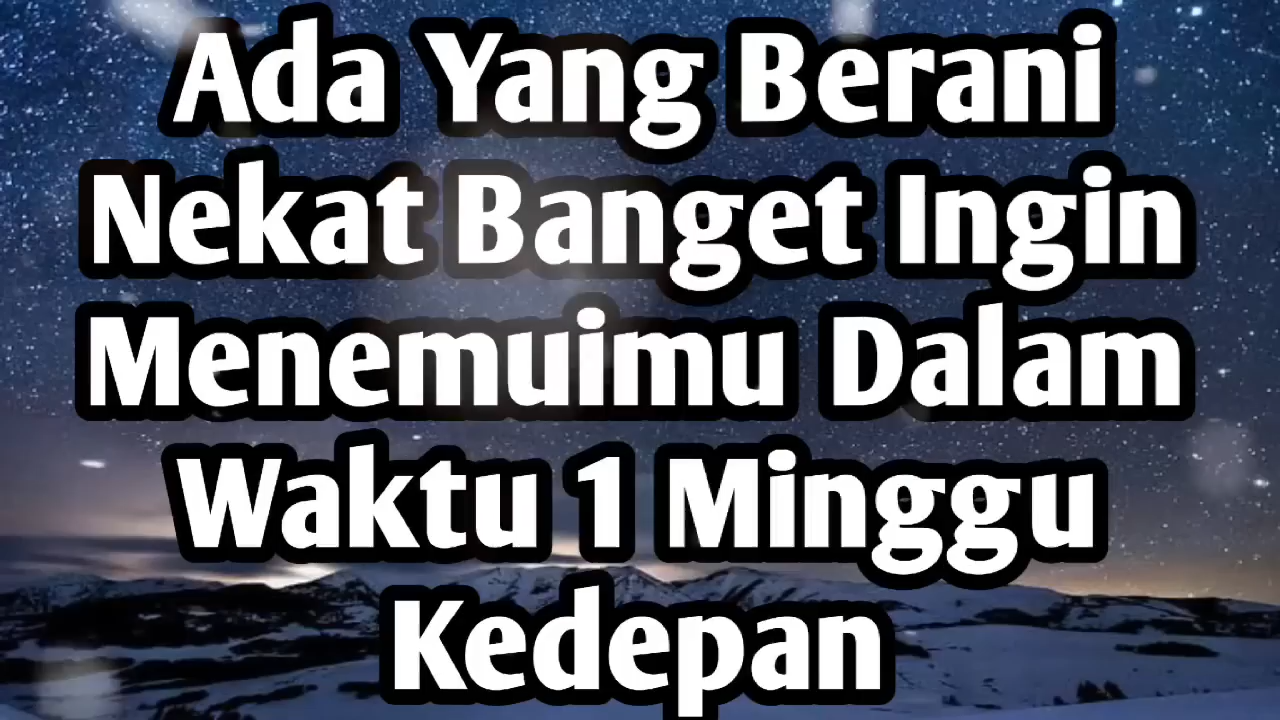 Ada Yang Berani
Nekat Banget Ingin
Menemuimu Dalam
Waktu 1 Minggu
Kedepan